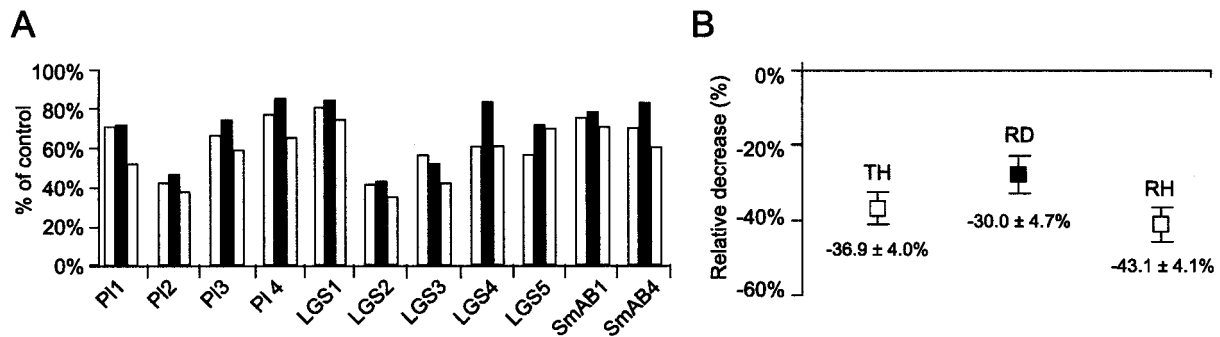 A
% of control
100%
80%
60%
40%
20%
0%
PI1
PI2
PI3
PI 4
LGS1
LGS2
LGS3
LGS4
LGS5
SmAB1
SmAB4
B
Relative decrease (%)
0%
-20%
-40%
-60%
TH
-36.9 ± 4.0%
RD
-30.0 ± 4.7%
RH
-43.1 ± 4.1%